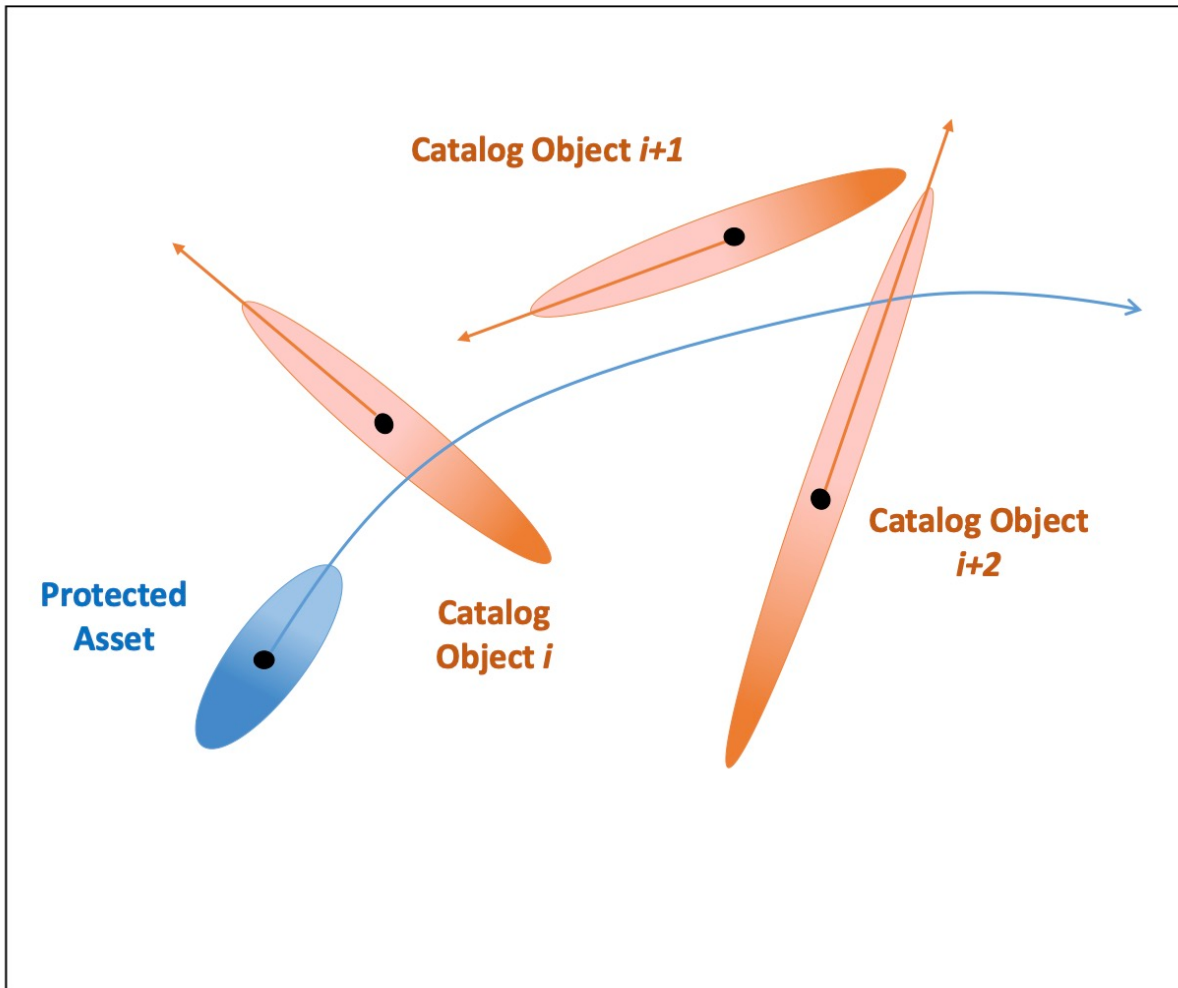 Catalog Object i+1
Catalog Object
i+2
Protected
Asset
Catalog
Object i